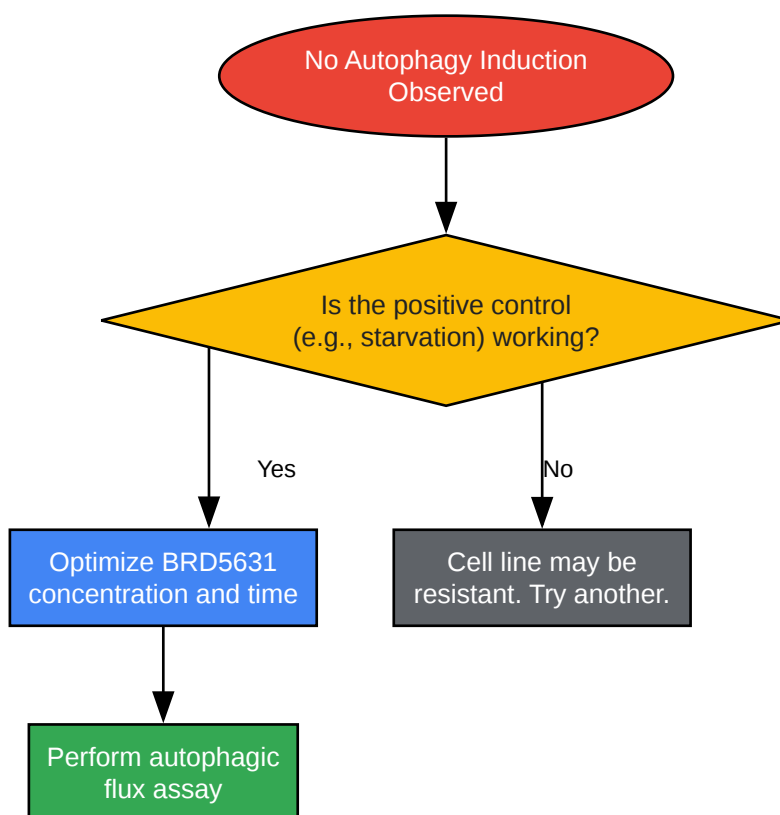 No Autophagy Induction
Observed
Is the positive control
(e.g., starvation) working?
Yes
No
Optimize BRD5631
concentration and time
Cell line may be
resistant. Try another.
Perform autophagic
flux assay